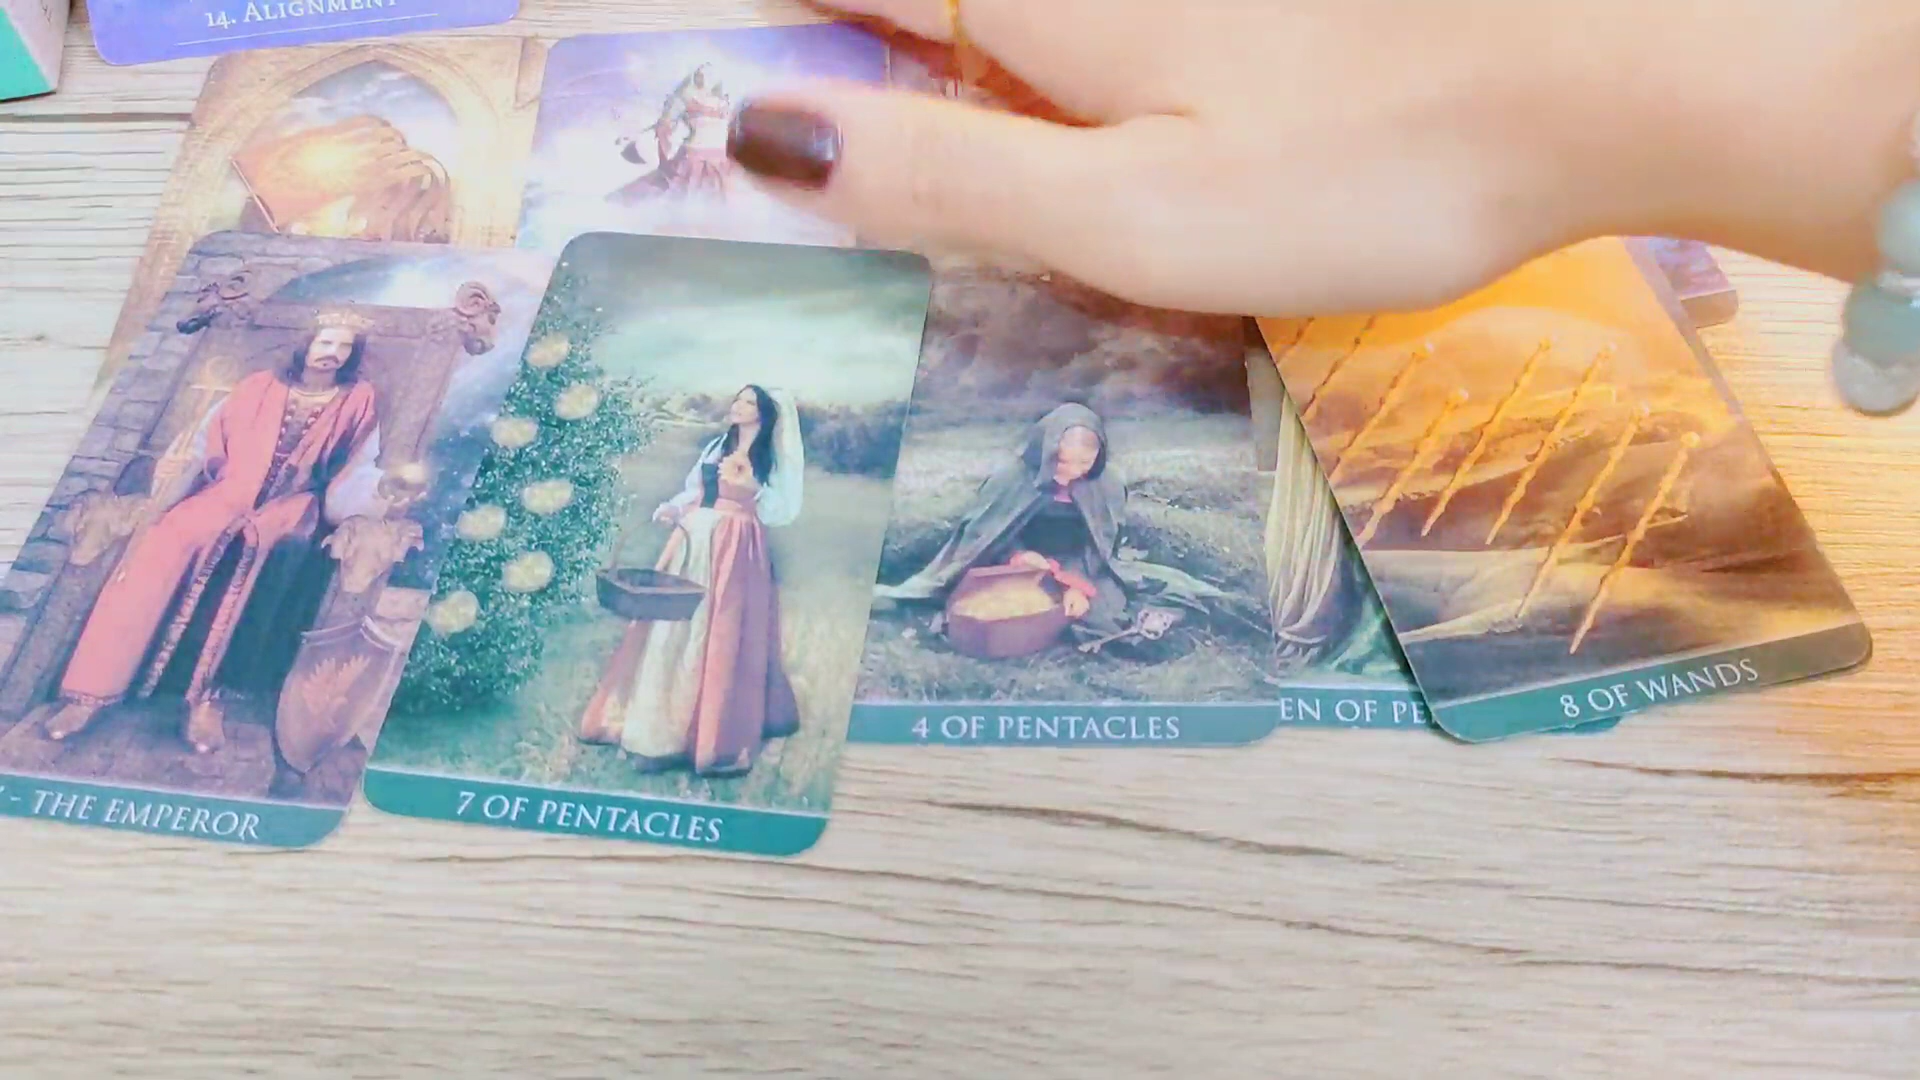 14. ALIGNMENT
- THE EMPEROR
7 OF PENTACLES
4 OF PENTACLES
EN OF PE
8 OF WANDS